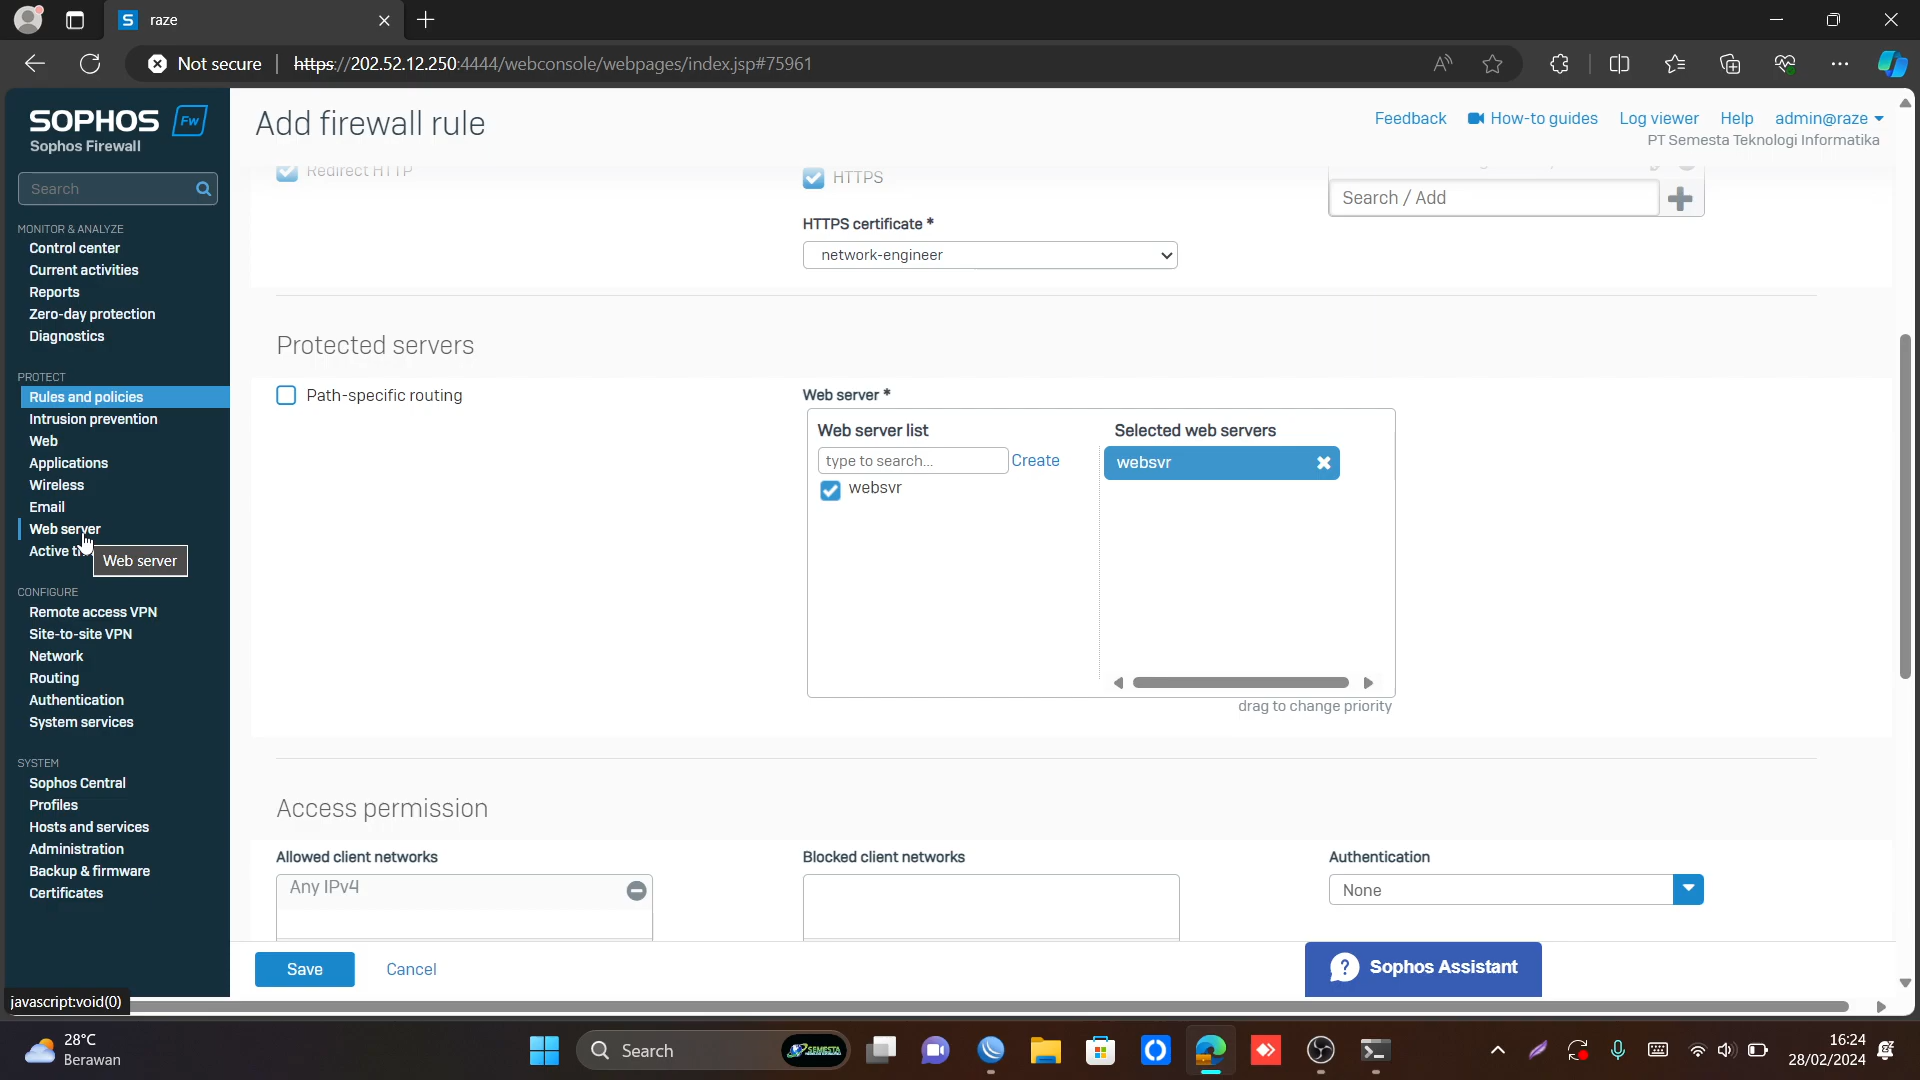 raze
Not secure
https://202.52.12.250:4444/webconsole/webpages/index.jsp#75961
SOPHOS Fw
Sophos Firewall
Search
MONITOR & ANALYZE
Control center
Current activities
Reports
Zero-day protection
Diagnostics
PROTECT
Rules and policies
Intrusion prevention
Web
Applications
Wireless
Email
Web server
Active t
Web server
CONFIGURE
Remote access VPN
Site-to-site VPN
Network
Routing
Authentication
System services
SYSTEM
Sophos Central
Profiles
Hosts and services
Administration
Backup & firmware
Certificates
javascript:void(0)
Add firewall rule
Feedback
How-to guides
Log viewer
Help
admin@raze
PT Semesta Teknologi Informatika
Redirect HTTP
HTTPS
Search / Add
HTTPS certificate *
network-engineer
Protected servers
Path-specific routing
Web server *
Web server list
Selected web servers
type to search...
Create
websvr
websvr
drag to change priority
Access permission
Allowed client networks
Blocked client networks
Authentication
Any IPv4
None
Save
Cancel
Sophos Assistant
28°C
Berawan
Search
SEMESTA
16:24
28/02/2024